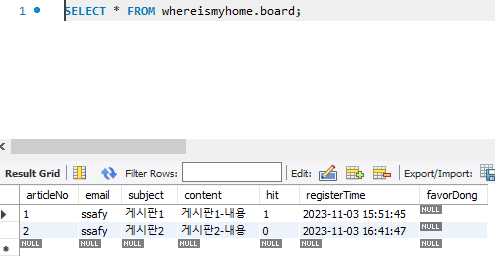 1 SELECT * FROM whereismyhome.board;
Result Grid Filter Rows: Edit: Export/Import:
articleNo email subject content hit registerTime favorDong
1 ssafy 게시판1 게시판1-내용 1 2023-11-03 15:51:45 NULL
2 ssafy 게시판2 게시판2-내용 0 2023-11-03 16:41:47 NULL
NULL NULL NULL NULL NULL NULL NULL